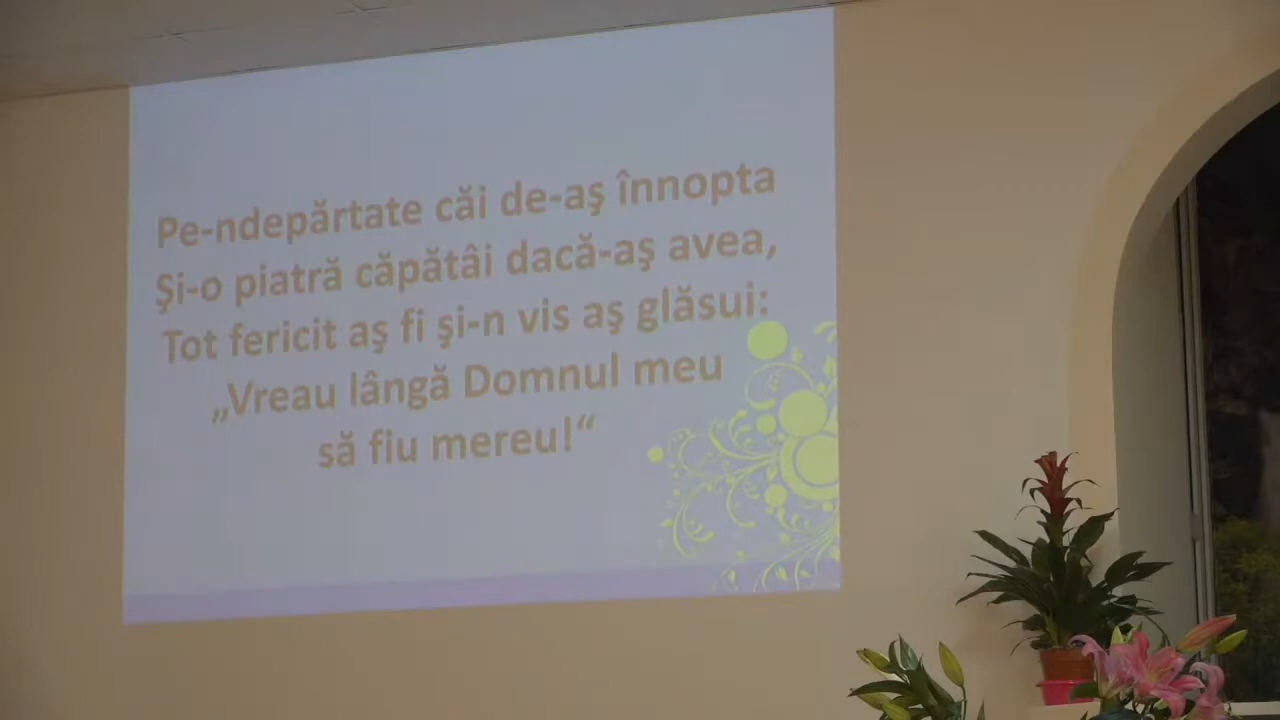 Pe-ndepărtate căi de-aş înnopta
Şi-o piatră căpătâi dacă-aş avea,
Tot fericit aş fi şi-n vis aş glăsui:
„Vreau lângă Domnul meu
să fiu mereu!“